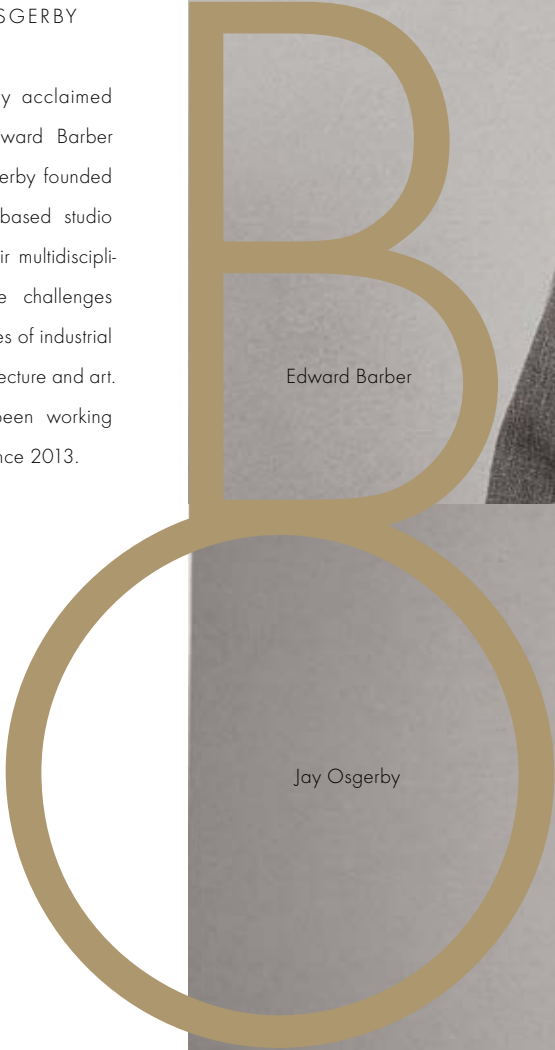 SGERBY
y acclaimed
ward Barber
erby founded
based studio
ir multidiscipli-
e challenges
es of industrial
ecture and art.
been working
nce 2013.
B
Edward Barber
O
Jay Osgerby